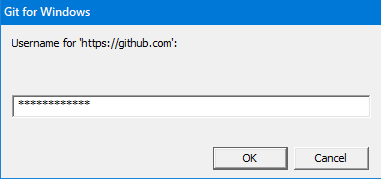 Git for Windows
Username for 'https://github.com':
************
OK
Cancel